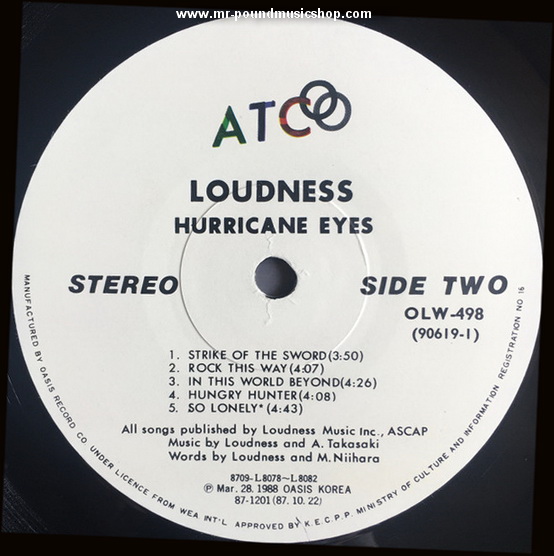 www.mr-poundmusicshop.com
ATCO
LOUDNESS
HURRICANE EYES
STEREO
SIDE TWO
OLW-498
(90619-1)
1. STRIKE OF THE SWORD(3:50)
2. ROCK THIS WAY(4:07)
3. IN THIS WORLD BEYOND(4:26)
4. HUNGRY HUNTER(4:08)
5. SO LONELY*(4:43)
All songs published by Loudness Music Inc., ASCAP
Music by Loudness and A. Takasaki
Words by Loudness and M. Niihara
8709-L.8078~L.8082
℗ Mar. 28. 1988 OASIS KOREA
87-1201 (87. 10. 22)
MANUFACTURED BY OASIS RECORD CO. UNDER LICENCE FROM WEA INT'L APPROVED BY K.E.C.P.P. MINISTRY OF CULTURE AND INFORMATION REGISTRATION NO 16